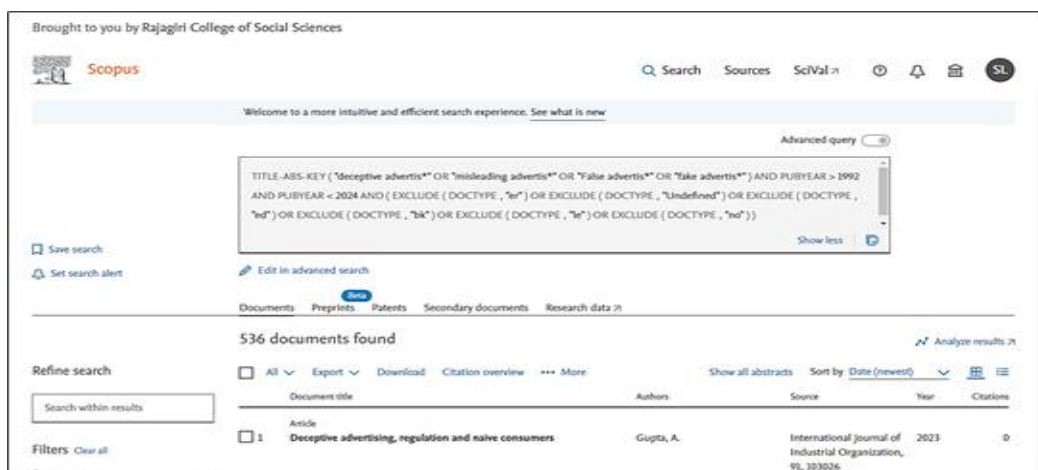 Brought to you by Rajagiri College of Social Sciences
Scopus
Search Sources SciVal
SL
Welcome to a more intuitive and efficient search experience. See what is new
Advanced query
TITLE-ABS-KEY ( "deceptive advertis*" OR "misleading advertis*" OR "False advertis*" OR "fake advertis*" ) AND PUBYEAR > 1992
AND PUBYEAR < 2024 AND ( EXCLUDE ( DOCTYPE , "er" ) OR EXCLUDE ( DOCTYPE , "Undefined" ) OR EXCLUDE ( DOCTYPE ,
"ed" ) OR EXCLUDE ( DOCTYPE , "bk" ) OR EXCLUDE ( DOCTYPE , "le" ) OR EXCLUDE ( DOCTYPE , "no" ) )
Show less
Save search
Set search alert
Edit in advanced search
Beta
Documents Preprints Patents Secondary documents Research data
536 documents found
Analyze results
Refine search
All Export Download Citation overview ••• More Show all abstracts Sort by Date (newest)
Document title Authors Source Year Citations
Search within results
Article
1 Deceptive advertising, regulation and naive consumers Gupta, A. International Journal of 2023 0
Industrial Organization,
91, 103026
Filters Clear all